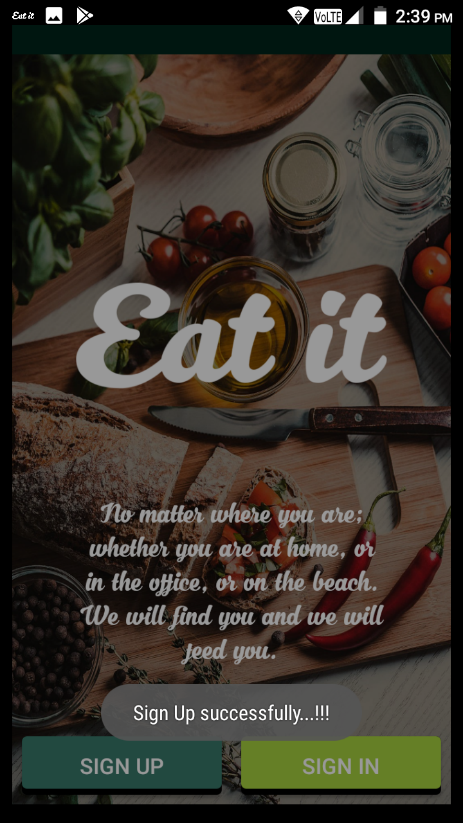 Eat it
VoLTE
2:39 PM
Eat it
No matter where you are;
whether you are at home, or
in the office, or on the beach.
We will find you and we will
feed you.
Sign Up successfully...!!!
SIGN UP
SIGN IN